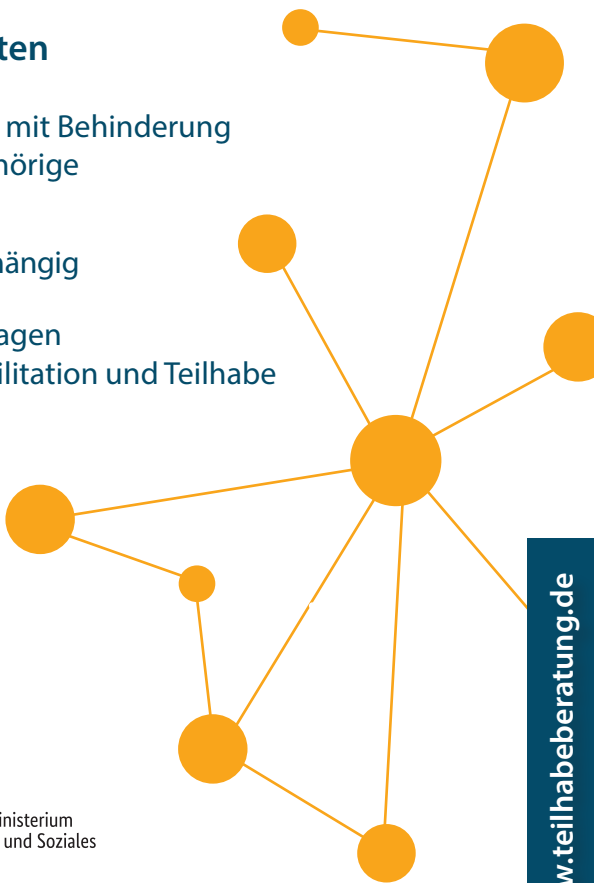 ten
mit Behinderung
hörige
hängig
agen
ilitation und Teilhabe
inisterium
und Soziales
w.teilhabeberatung.de